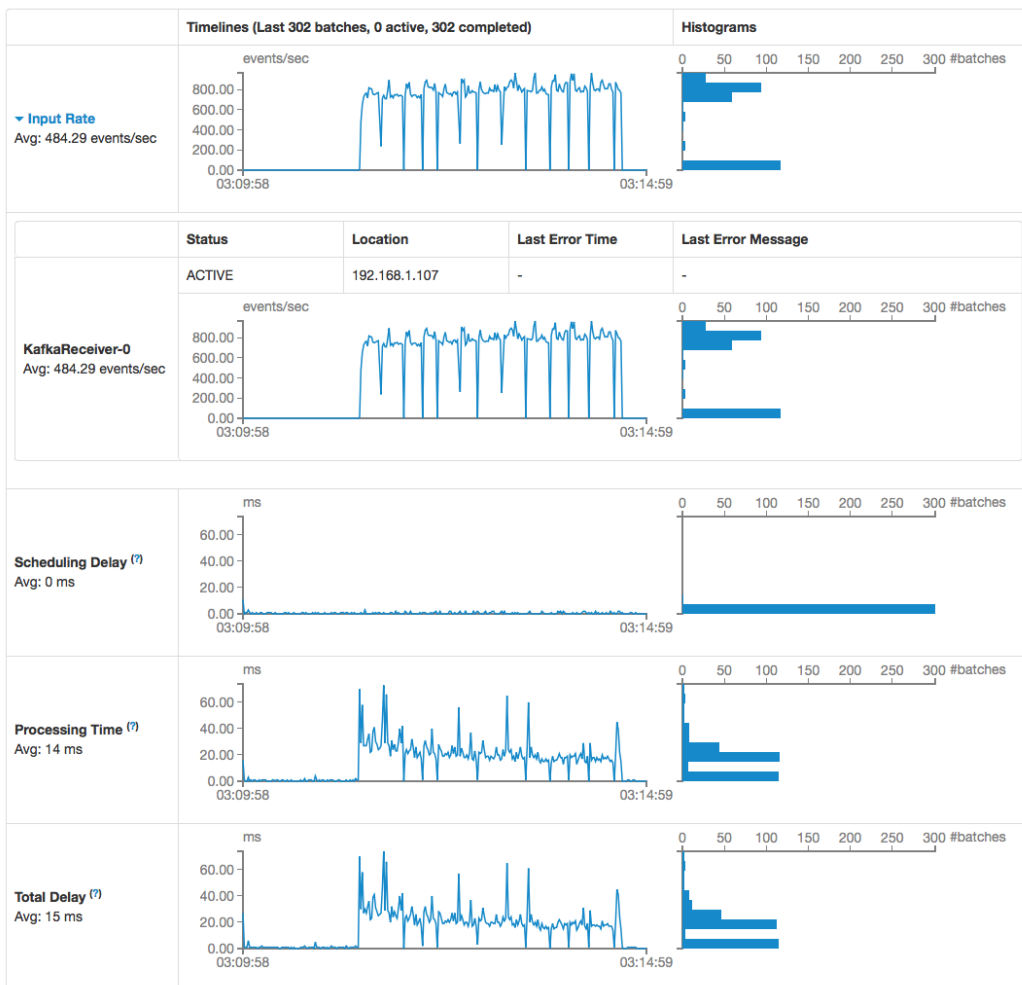 Timelines (Last 302 batches, 0 active, 302 completed)
Histograms
Input Rate
Avg: 484.29 events/sec
events/sec
800.00
600.00
400.00
200.00
0.00
03:09:58
03:14:59
0 50 100 150 200 250 300 #batches
Status
Location
Last Error Time
Last Error Message
ACTIVE
192.168.1.107
-
-
KafkaReceiver-0
Avg: 484.29 events/sec
events/sec
800.00
600.00
400.00
200.00
0.00
03:09:58
03:14:59
0 50 100 150 200 250 300 #batches
Scheduling Delay (?)
Avg: 0 ms
ms
60.00
40.00
20.00
0.00
03:09:58
03:14:59
0 50 100 150 200 250 300 #batches
Processing Time (?)
Avg: 14 ms
ms
60.00
40.00
20.00
0.00
03:09:58
03:14:59
0 50 100 150 200 250 300 #batches
Total Delay (?)
Avg: 15 ms
ms
60.00
40.00
20.00
0.00
03:09:58
03:14:59
0 50 100 150 200 250 300 #batches